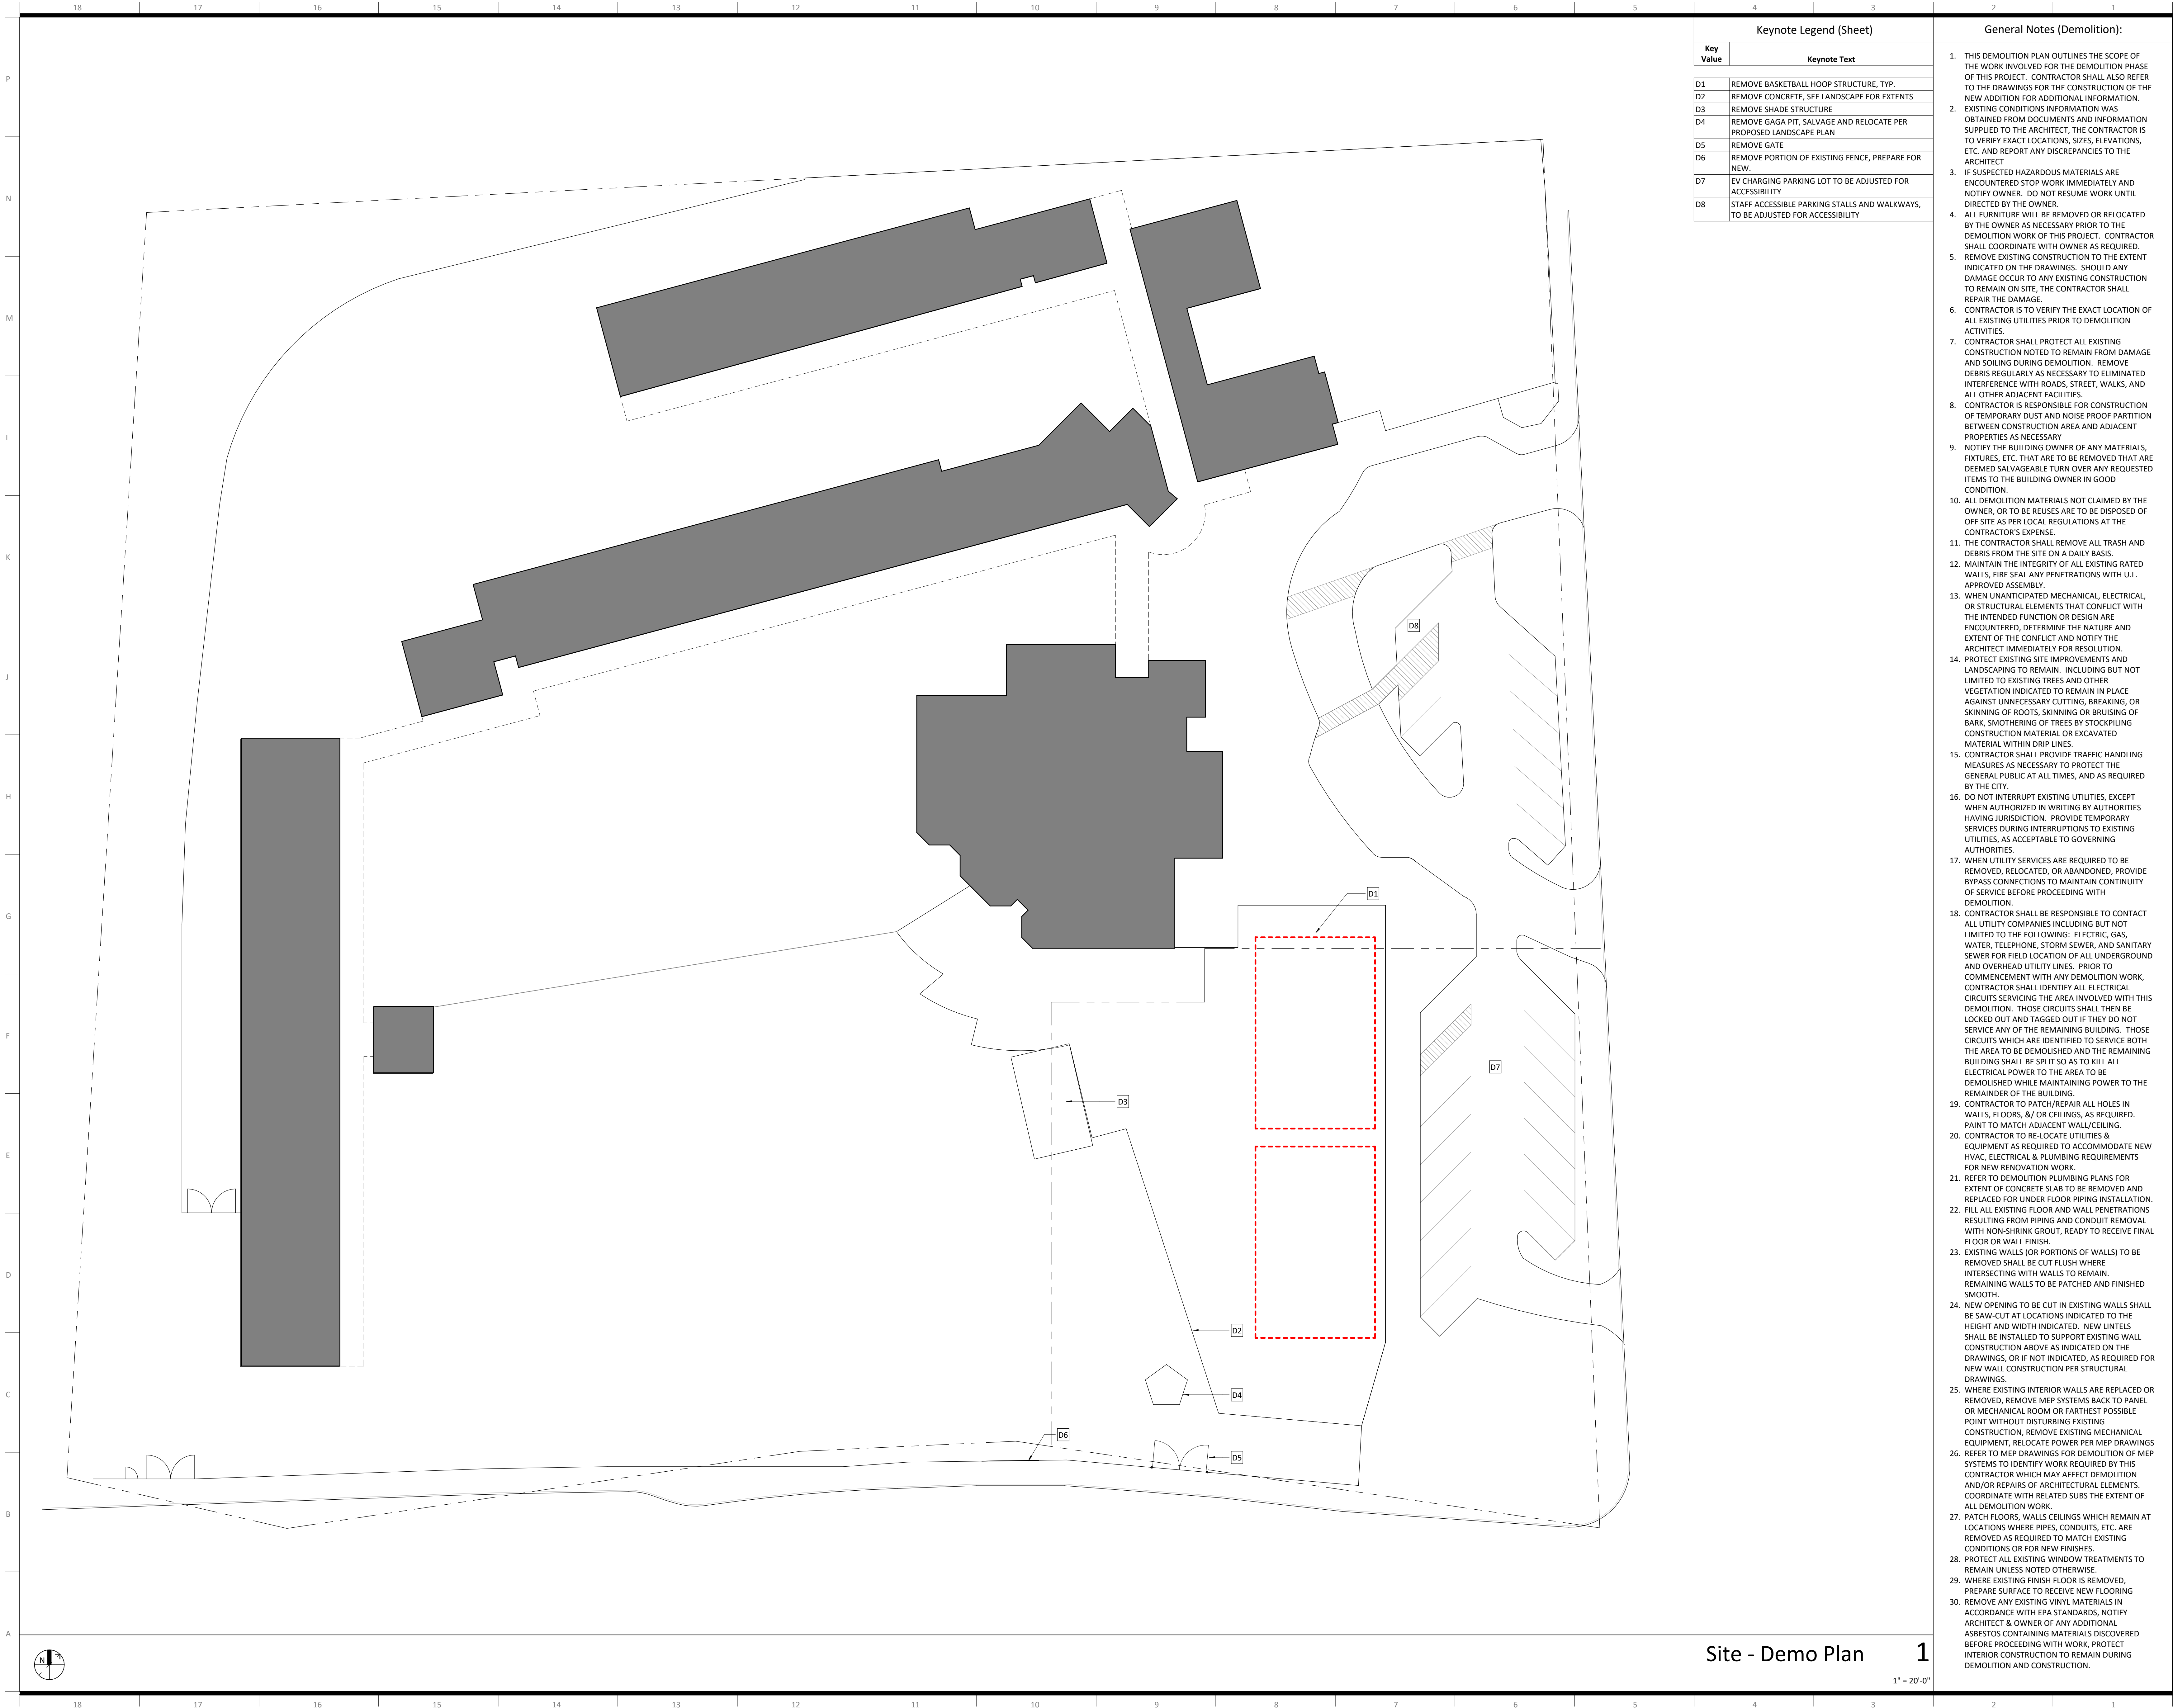 18 17 16 15 14 13 12 11 10 9 8 7 6 5 4 3 2 1
P
N
M
L
K
J
H
G
F
E
D
C
B
A
Keynote Legend (Sheet)
Key
Value
Keynote Text
D1 REMOVE BASKETBALL HOOP STRUCTURE, TYP.
D2 REMOVE CONCRETE, SEE LANDSCAPE FOR EXTENTS
D3 REMOVE SHADE STRUCTURE
D4 REMOVE GAGA PIT, SALVAGE AND RELOCATE PER
PROPOSED LANDSCAPE PLAN
D5 REMOVE GATE
D6 REMOVE PORTION OF EXISTING FENCE, PREPARE FOR
NEW.
D7 EV CHARGING PARKING LOT TO BE ADJUSTED FOR
ACCESSIBILITY
D8 STAFF ACCESSIBLE PARKING STALLS AND WALKWAYS,
TO BE ADJUSTED FOR ACCESSIBILITY
D8
D1
D7
D3
D2
D4
D6
D5
N
Site - Demo Plan 1
1" = 20'-0"
General Notes (Demolition):
1. THIS DEMOLITION PLAN OUTLINES THE SCOPE OF
THE WORK INVOLVED FOR THE DEMOLITION PHASE
OF THIS PROJECT. CONTRACTOR SHALL ALSO REFER
TO THE DRAWINGS FOR THE CONSTRUCTION OF THE
NEW ADDITION FOR ADDITIONAL INFORMATION.
2. EXISTING CONDITIONS INFORMATION WAS
OBTAINED FROM DOCUMENTS AND INFORMATION
SUPPLIED TO THE ARCHITECT, THE CONTRACTOR IS
TO VERIFY EXACT LOCATIONS, SIZES, ELEVATIONS,
ETC. AND REPORT ANY DISCREPANCIES TO THE
ARCHITECT
3. IF SUSPECTED HAZARDOUS MATERIALS ARE
ENCOUNTERED STOP WORK IMMEDIATELY AND
NOTIFY OWNER. DO NOT RESUME WORK UNTIL
DIRECTED BY THE OWNER.
4. ALL FURNITURE WILL BE REMOVED OR RELOCATED
BY THE OWNER AS NECESSARY PRIOR TO THE
DEMOLITION WORK OF THIS PROJECT. CONTRACTOR
SHALL COORDINATE WITH OWNER AS REQUIRED.
5. REMOVE EXISTING CONSTRUCTION TO THE EXTENT
INDICATED ON THE DRAWINGS. SHOULD ANY
DAMAGE OCCUR TO ANY EXISTING CONSTRUCTION
TO REMAIN ON SITE, THE CONTRACTOR SHALL
REPAIR THE DAMAGE.
6. CONTRACTOR IS TO VERIFY THE EXACT LOCATION OF
ALL EXISTING UTILITIES PRIOR TO DEMOLITION
ACTIVITIES.
7. CONTRACTOR SHALL PROTECT ALL EXISTING
CONSTRUCTION NOTED TO REMAIN FROM DAMAGE
AND SOILING DURING DEMOLITION. REMOVE
DEBRIS REGULARLY AS NECESSARY TO ELIMINATED
INTERFERENCE WITH ROADS, STREET, WALKS, AND
ALL OTHER ADJACENT FACILITIES.
8. CONTRACTOR IS RESPONSIBLE FOR CONSTRUCTION
OF TEMPORARY DUST AND NOISE PROOF PARTITION
BETWEEN CONSTRUCTION AREA AND ADJACENT
PROPERTIES AS NECESSARY
9. NOTIFY THE BUILDING OWNER OF ANY MATERIALS,
FIXTURES, ETC. THAT ARE TO BE REMOVED THAT ARE
DEEMED SALVAGEABLE TURN OVER ANY REQUESTED
ITEMS TO THE BUILDING OWNER IN GOOD
CONDITION.
10. ALL DEMOLITION MATERIALS NOT CLAIMED BY THE
OWNER, OR TO BE REUSES ARE TO BE DISPOSED OF
OFF SITE AS PER LOCAL REGULATIONS AT THE
CONTRACTOR'S EXPENSE.
11. THE CONTRACTOR SHALL REMOVE ALL TRASH AND
DEBRIS FROM THE SITE ON A DAILY BASIS.
12. MAINTAIN THE INTEGRITY OF ALL EXISTING RATED
WALLS, FIRE SEAL ANY PENETRATIONS WITH U.L.
APPROVED ASSEMBLY.
13. WHEN UNANTICIPATED MECHANICAL, ELECTRICAL,
OR STRUCTURAL ELEMENTS THAT CONFLICT WITH
THE INTENDED FUNCTION OR DESIGN ARE
ENCOUNTERED, DETERMINE THE NATURE AND
EXTENT OF THE CONFLICT AND NOTIFY THE
ARCHITECT IMMEDIATELY FOR RESOLUTION.
14. PROTECT EXISTING SITE IMPROVEMENTS AND
LANDSCAPING TO REMAIN. INCLUDING BUT NOT
LIMITED TO EXISTING TREES AND OTHER
VEGETATION INDICATED TO REMAIN IN PLACE
AGAINST UNNECESSARY CUTTING, BREAKING, OR
SKINNING OF ROOTS, SKINNING OR BRUISING OF
BARK, SMOTHERING OF TREES BY STOCKPILING
CONSTRUCTION MATERIAL OR EXCAVATED
MATERIAL WITHIN DRIP LINES.
15. CONTRACTOR SHALL PROVIDE TRAFFIC HANDLING
MEASURES AS NECESSARY TO PROTECT THE
GENERAL PUBLIC AT ALL TIMES, AND AS REQUIRED
BY THE CITY.
16. DO NOT INTERRUPT EXISTING UTILITIES, EXCEPT
WHEN AUTHORIZED IN WRITING BY AUTHORITIES
HAVING JURISDICTION. PROVIDE TEMPORARY
SERVICES DURING INTERRUPTIONS TO EXISTING
UTILITIES, AS ACCEPTABLE TO GOVERNING
AUTHORITIES.
17. WHEN UTILITY SERVICES ARE REQUIRED TO BE
REMOVED, RELOCATED, OR ABANDONED, PROVIDE
BYPASS CONNECTIONS TO MAINTAIN CONTINUITY
OF SERVICE BEFORE PROCEEDING WITH
DEMOLITION.
18. CONTRACTOR SHALL BE RESPONSIBLE TO CONTACT
ALL UTILITY COMPANIES INCLUDING BUT NOT
LIMITED TO THE FOLLOWING: ELECTRIC, GAS,
WATER, TELEPHONE, STORM SEWER, AND SANITARY
SEWER FOR FIELD LOCATION OF ALL UNDERGROUND
AND OVERHEAD UTILITY LINES. PRIOR TO
COMMENCEMENT WITH ANY DEMOLITION WORK,
CONTRACTOR SHALL IDENTIFY ALL ELECTRICAL
CIRCUITS SERVICING THE AREA INVOLVED WITH THIS
DEMOLITION. THOSE CIRCUITS SHALL THEN BE
LOCKED OUT AND TAGGED OUT IF THEY DO NOT
SERVICE ANY OF THE REMAINING BUILDING. THOSE
CIRCUITS WHICH ARE IDENTIFIED TO SERVICE BOTH
THE AREA TO BE DEMOLISHED AND THE REMAINING
BUILDING SHALL BE SPLIT SO AS TO KILL ALL
ELECTRICAL POWER TO THE AREA TO BE
DEMOLISHED WHILE MAINTAINING POWER TO THE
REMAINDER OF THE BUILDING.
19. CONTRACTOR TO PATCH/REPAIR ALL HOLES IN
WALLS, FLOORS, &/ OR CEILINGS, AS REQUIRED.
PAINT TO MATCH ADJACENT WALL/CEILING.
20. CONTRACTOR TO RE-LOCATE UTILITIES &
EQUIPMENT AS REQUIRED TO ACCOMMODATE NEW
HVAC, ELECTRICAL & PLUMBING REQUIREMENTS
FOR NEW RENOVATION WORK.
21. REFER TO DEMOLITION PLUMBING PLANS FOR
EXTENT OF CONCRETE SLAB TO BE REMOVED AND
REPLACED FOR UNDER FLOOR PIPING INSTALLATION.
22. FILL ALL EXISTING FLOOR AND WALL PENETRATIONS
RESULTING FROM PIPING AND CONDUIT REMOVAL
WITH NON-SHRINK GROUT, READY TO RECEIVE FINAL
FLOOR OR WALL FINISH.
23. EXISTING WALLS (OR PORTIONS OF WALLS) TO BE
REMOVED SHALL BE CUT FLUSH WHERE
INTERSECTING WITH WALLS TO REMAIN.
REMAINING WALLS TO BE PATCHED AND FINISHED
SMOOTH.
24. NEW OPENING TO BE CUT IN EXISTING WALLS SHALL
BE SAW-CUT AT LOCATIONS INDICATED TO THE
HEIGHT AND WIDTH INDICATED. NEW LINTELS
SHALL BE INSTALLED TO SUPPORT EXISTING WALL
CONSTRUCTION ABOVE AS INDICATED ON THE
DRAWINGS, OR IF NOT INDICATED, AS REQUIRED FOR
NEW WALL CONSTRUCTION PER STRUCTURAL
DRAWINGS.
25. WHERE EXISTING INTERIOR WALLS ARE REPLACED OR
REMOVED, REMOVE MEP SYSTEMS BACK TO PANEL
OR MECHANICAL ROOM OR FARTHEST POSSIBLE
POINT WITHOUT DISTURBING EXISTING
CONSTRUCTION, REMOVE EXISTING MECHANICAL
EQUIPMENT, RELOCATE POWER PER MEP DRAWINGS
26. REFER TO MEP DRAWINGS FOR DEMOLITION OF MEP
SYSTEMS TO IDENTIFY WORK REQUIRED BY THIS
CONTRACTOR WHICH MAY AFFECT DEMOLITION
AND/OR REPAIRS OF ARCHITECTURAL ELEMENTS.
COORDINATE WITH RELATED SUBS THE EXTENT OF
ALL DEMOLITION WORK.
27. PATCH FLOORS, WALLS CEILINGS WHICH REMAIN AT
LOCATIONS WHERE PIPES, CONDUITS, ETC. ARE
REMOVED AS REQUIRED TO MATCH EXISTING
CONDITIONS OR FOR NEW FINISHES.
28. PROTECT ALL EXISTING WINDOW TREATMENTS TO
REMAIN UNLESS NOTED OTHERWISE.
29. WHERE EXISTING FINISH FLOOR IS REMOVED,
PREPARE SURFACE TO RECEIVE NEW FLOORING
30. REMOVE ANY EXISTING VINYL MATERIALS IN
ACCORDANCE WITH EPA STANDARDS, NOTIFY
ARCHITECT & OWNER OF ANY ADDITIONAL
ASBESTOS CONTAINING MATERIALS DISCOVERED
BEFORE PROCEEDING WITH WORK, PROTECT
INTERIOR CONSTRUCTION TO REMAIN DURING
DEMOLITION AND CONSTRUCTION.
18 17 16 15 14 13 12 11 10 9 8 7 6 5 4 3 2 1